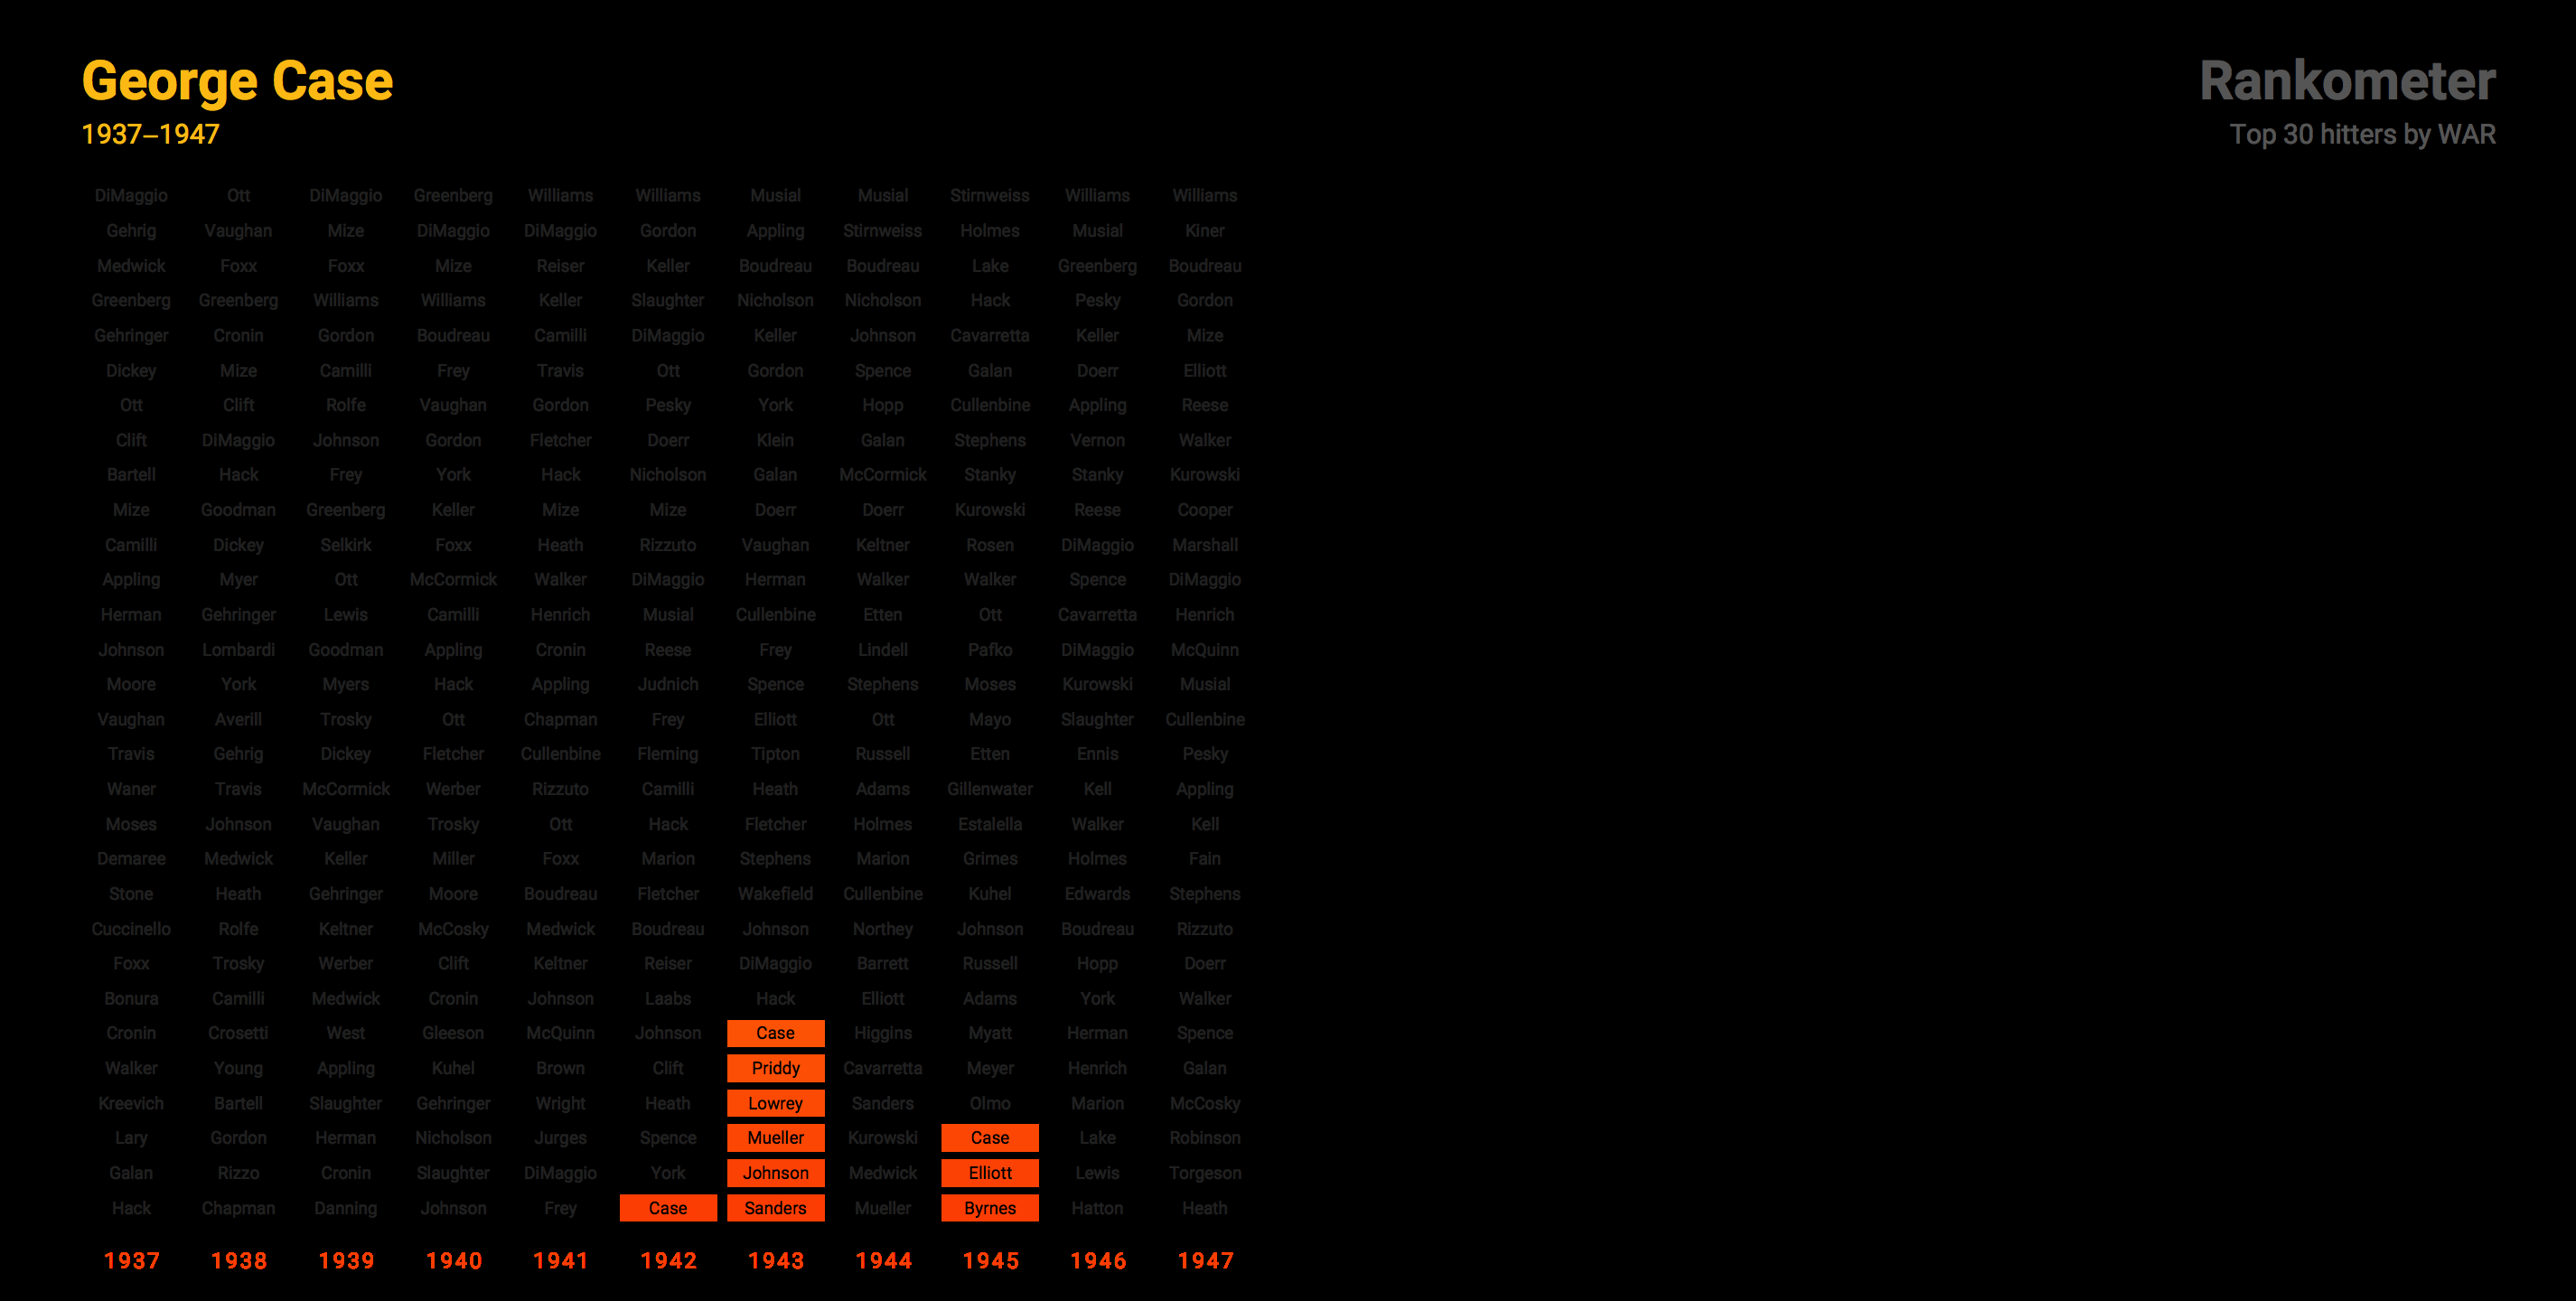 George Case
1937–1947
Rankometer
Top 30 hitters by WAR
DiMaggio Ott DiMaggio Greenberg Williams Williams Musial Musial Stirnweiss Williams Williams
Gehrig Vaughan Mize DiMaggio DiMaggio Gordon Appling Stirnweiss Holmes Musial Kiner
Medwick Foxx Foxx Mize Reiser Keller Boudreau Boudreau Lake Greenberg Boudreau
Greenberg Greenberg Williams Williams Keller Slaughter Nicholson Nicholson Hack Pesky Gordon
Gehringer Cronin Gordon Boudreau Camilli DiMaggio Keller Johnson Cavarretta Keller Mize
Dickey Mize Camilli Frey Travis Ott Gordon Spence Galan Doerr Elliott
Ott Clift Rolfe Vaughan Gordon Pesky York Hopp Cullenbine Appling Reese
Clift DiMaggio Johnson Gordon Fletcher Doerr Klein Galan Stephens Vernon Walker
Bartell Hack Frey York Hack Nicholson Galan McCormick Stanky Stanky Kurowski
Mize Goodman Greenberg Keller Mize Mize Doerr Doerr Kurowski Reese Cooper
Camilli Dickey Selkirk Foxx Heath Rizzuto Vaughan Keltner Rosen DiMaggio Marshall
Appling Myer Ott McCormick Walker DiMaggio Herman Walker Walker Spence DiMaggio
Herman Gehringer Lewis Camilli Henrich Musial Cullenbine Etten Ott Cavarretta Henrich
Johnson Lombardi Goodman Appling Cronin Reese Frey Lindell Pafko DiMaggio McQuinn
Moore York Myers Hack Appling Judnich Spence Stephens Moses Kurowski Musial
Vaughan Averill Trosky Ott Chapman Frey Elliott Ott Mayo Slaughter Cullenbine
Travis Gehrig Dickey Fletcher Cullenbine Fleming Tipton Russell Etten Ennis Pesky
Waner Travis McCormick Werber Rizzuto Camilli Heath Adams Gillenwater Kell Appling
Moses Johnson Vaughan Trosky Ott Hack Fletcher Holmes Estalella Walker Kell
Demaree Medwick Keller Miller Foxx Marion Stephens Marion Grimes Holmes Fain
Stone Heath Gehringer Moore Boudreau Fletcher Wakefield Cullenbine Kuhel Edwards Stephens
Cuccinello Rolfe Keltner McCosky Medwick Boudreau Johnson Northey Johnson Boudreau Rizzuto
Foxx Trosky Werber Clift Keltner Reiser DiMaggio Barrett Russell Hopp Doerr
Bonura Camilli Medwick Cronin Johnson Laabs Hack Elliott Adams York Walker
Cronin Crosetti West Gleeson McQuinn Johnson Case Higgins Myatt Herman Spence
Walker Young Appling Kuhel Brown Clift Priddy Cavarretta Meyer Henrich Galan
Kreevich Bartell Slaughter Gehringer Wright Heath Lowrey Sanders Olmo Marion McCosky
Lary Gordon Herman Nicholson Jurges Spence Mueller Kurowski Case Lake Robinson
Galan Rizzo Cronin Slaughter DiMaggio York Johnson Medwick Elliott Lewis Torgeson
Hack Chapman Danning Johnson Frey Case Sanders Mueller Byrnes Hatton Heath
1937 1938 1939 1940 1941 1942 1943 1944 1945 1946 1947